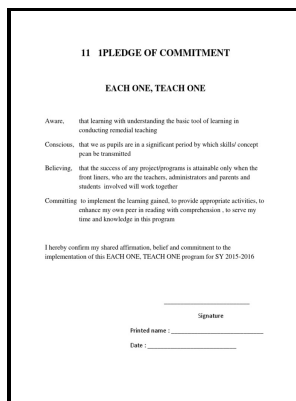 11 1PLEDGE OF COMMITMENT
EACH ONE, TEACH ONE
Aware, that learning with understanding the basic tool of learning in
conducting remedial teaching
Conscious, that we as pupils are in a significant period by which skills/ concept
pcan be transmitted
Believing, that the success of any project/programs is attainable only when the
front liners, who are the teachers, administrators and parents and
students involved will work together
Committing to implement the learning gained, to provide appropriate activities, to
enhance my own peer in reading with comprehension , to serve my
time and knowledge in this program
I hereby confirm my shared affirmation, belief and commitment to the
implementation of this EACH ONE, TEACH ONE program for SY 2015-2016
Signature
Printed name : ____________________
Date : ____________________